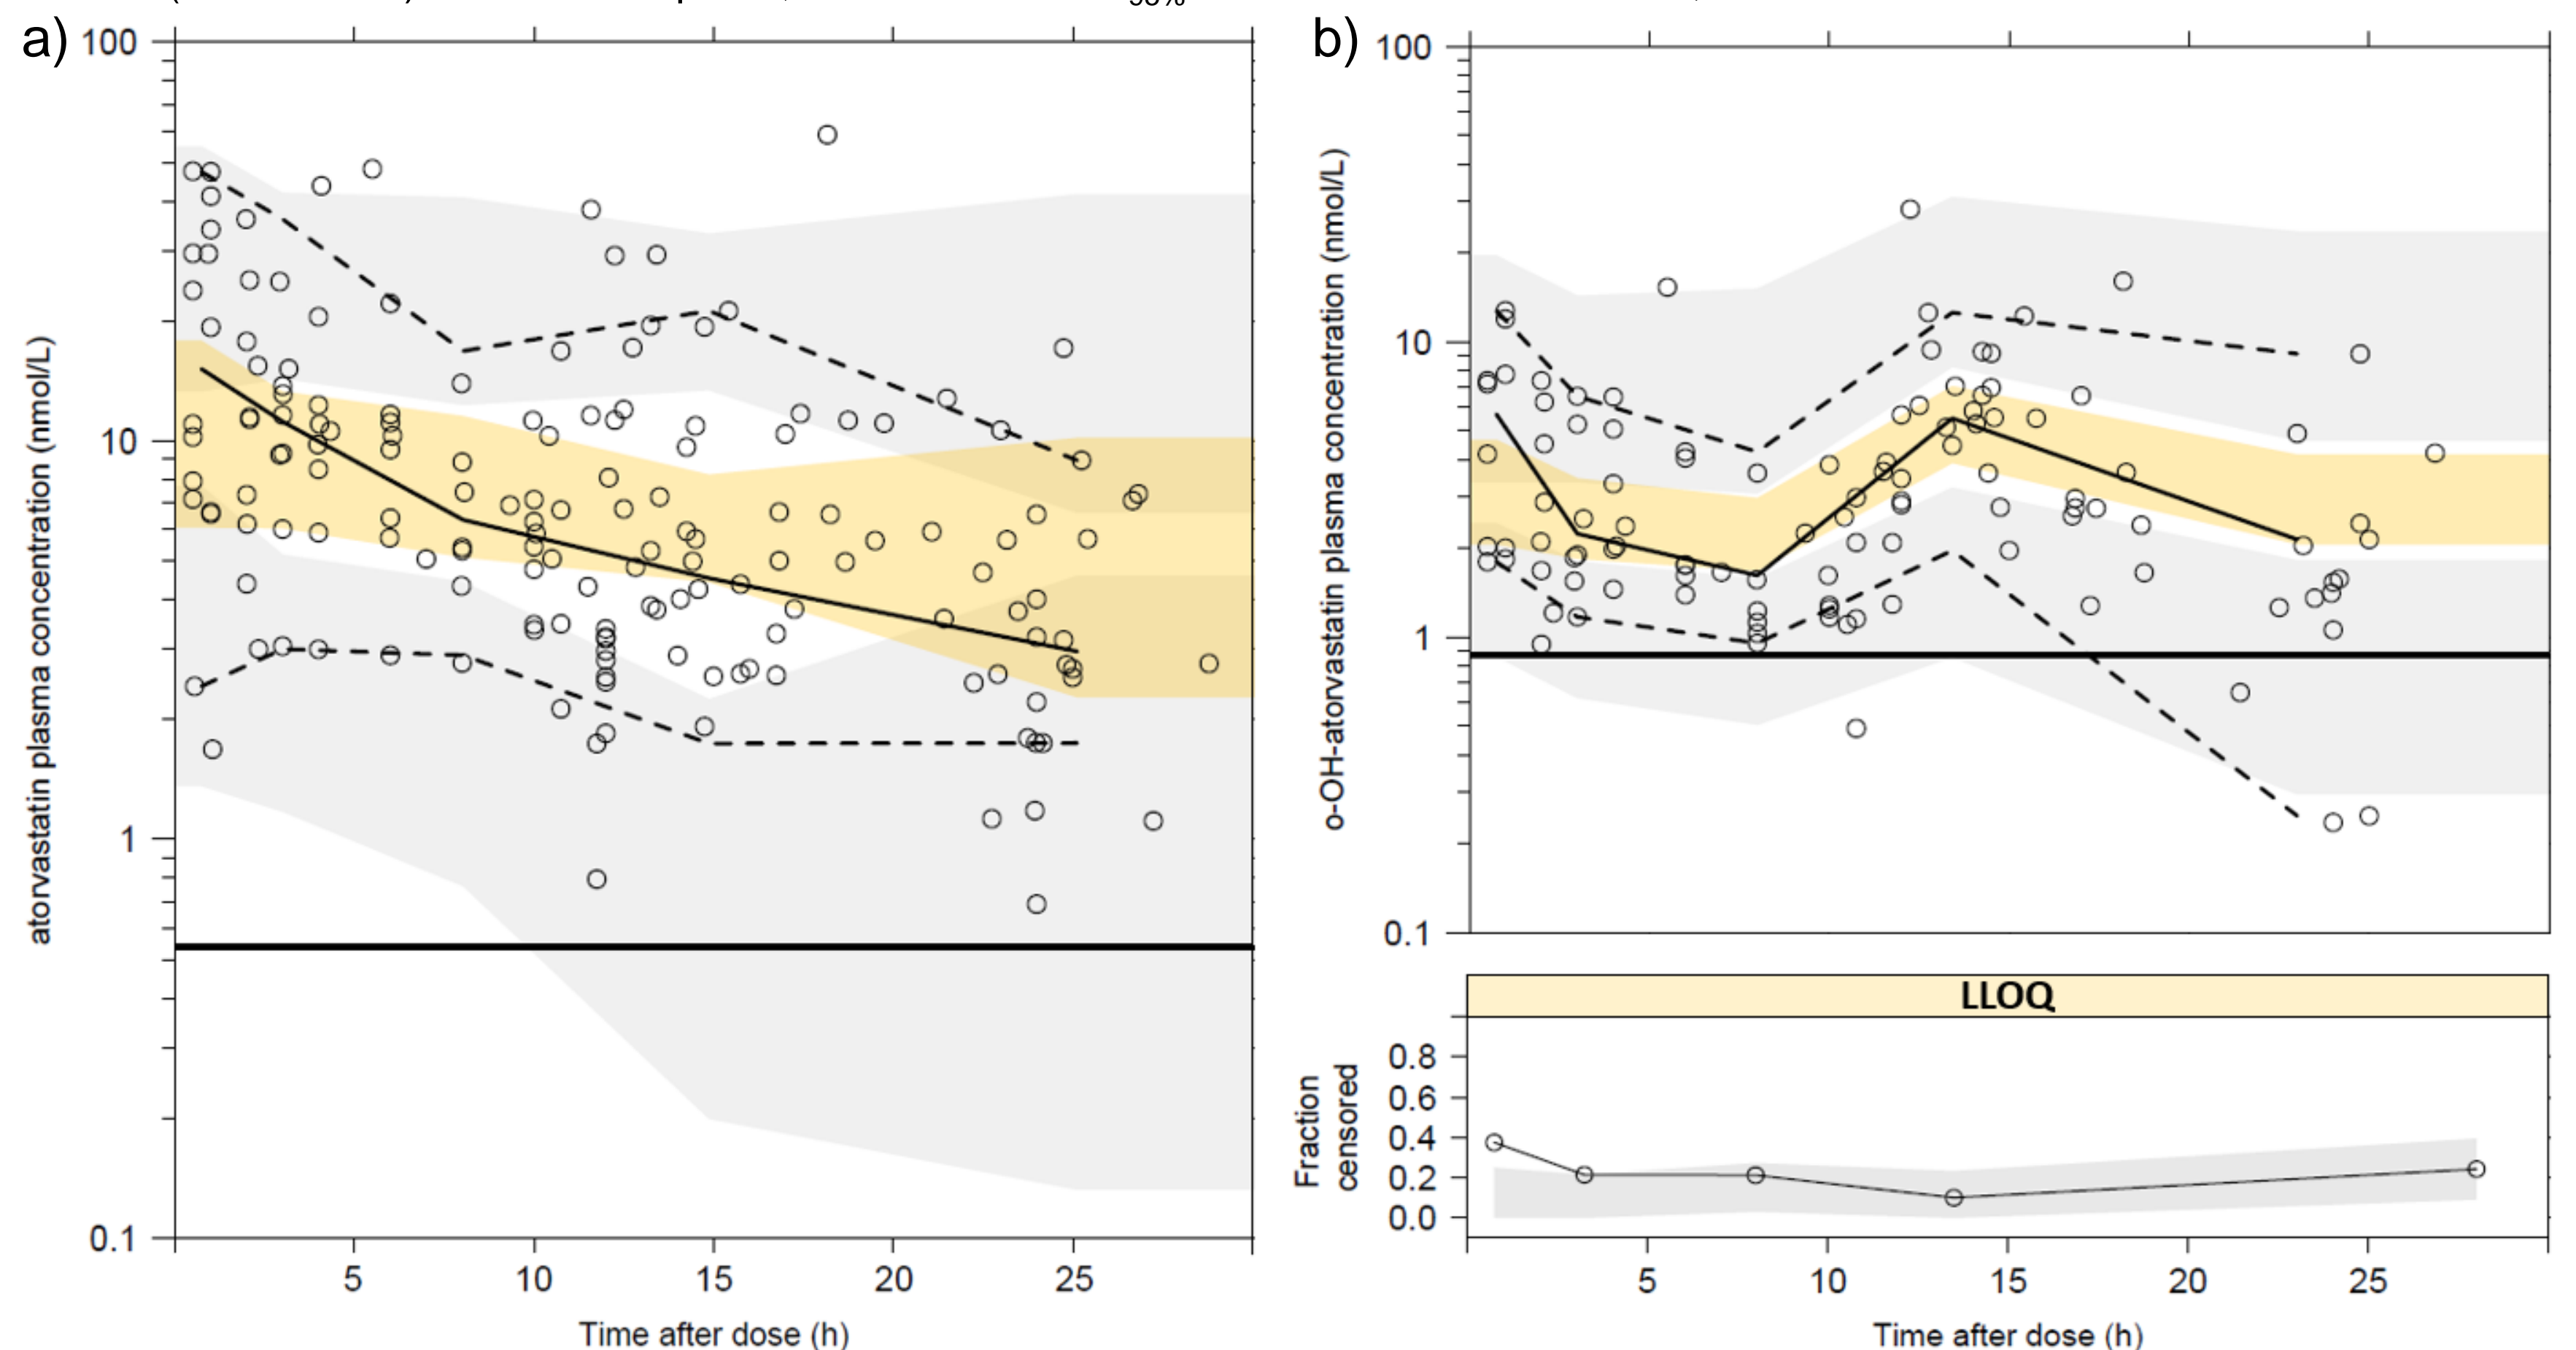 a)
100
10
1
0.1
atorvastatin plasma concentration (nmol/L)
5 10 15 20 25
Time after dose (h)
b)
100
10
1
0.1
o-OH-atorvastatin plasma concentration (nmol/L)
LLOQ
0.8
0.6
0.4
0.2
0.0
Fraction
censored
5 10 15 20 25
Time after dose (h)